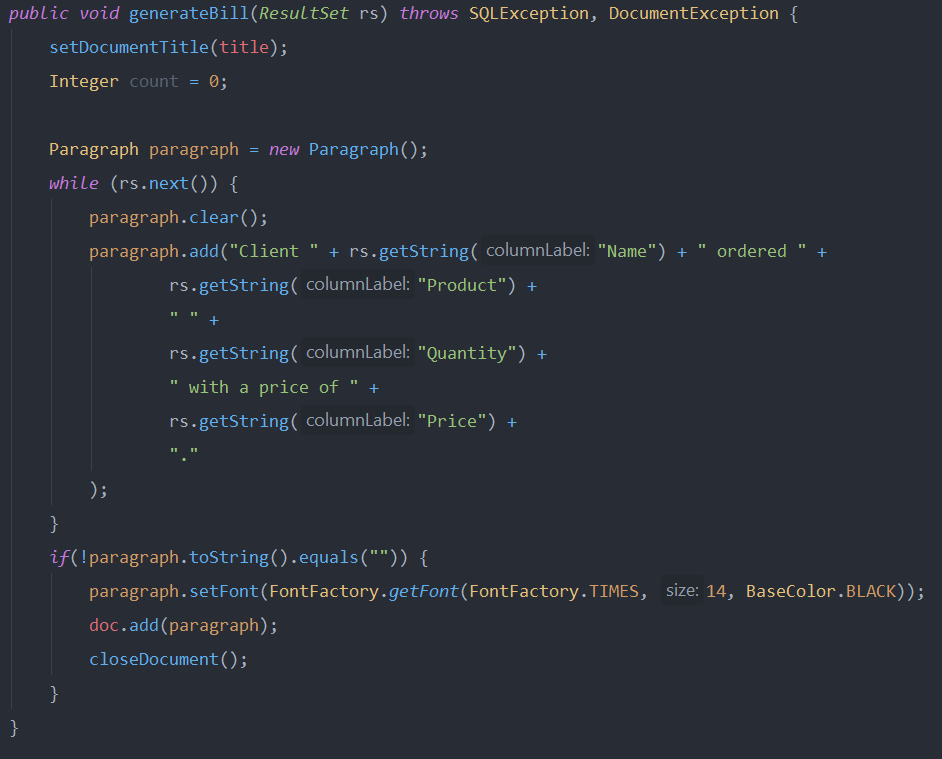 public void generateBill(ResultSet rs) throws SQLException, DocumentException {
    setDocumentTitle(title);
    Integer count = 0;

    Paragraph paragraph = new Paragraph();
    while (rs.next()) {
        paragraph.clear();
        paragraph.add("Client " + rs.getString( columnLabel: "Name") + " ordered " +
                rs.getString( columnLabel: "Product") +
                " " +
                rs.getString( columnLabel: "Quantity") +
                " with a price of " +
                rs.getString( columnLabel: "Price") +
                "."
        );
    }
    if(!paragraph.toString().equals("")) {
        paragraph.setFont(FontFactory.getFont(FontFactory.TIMES, size: 14, BaseColor.BLACK));
        doc.add(paragraph);
        closeDocument();
    }
}